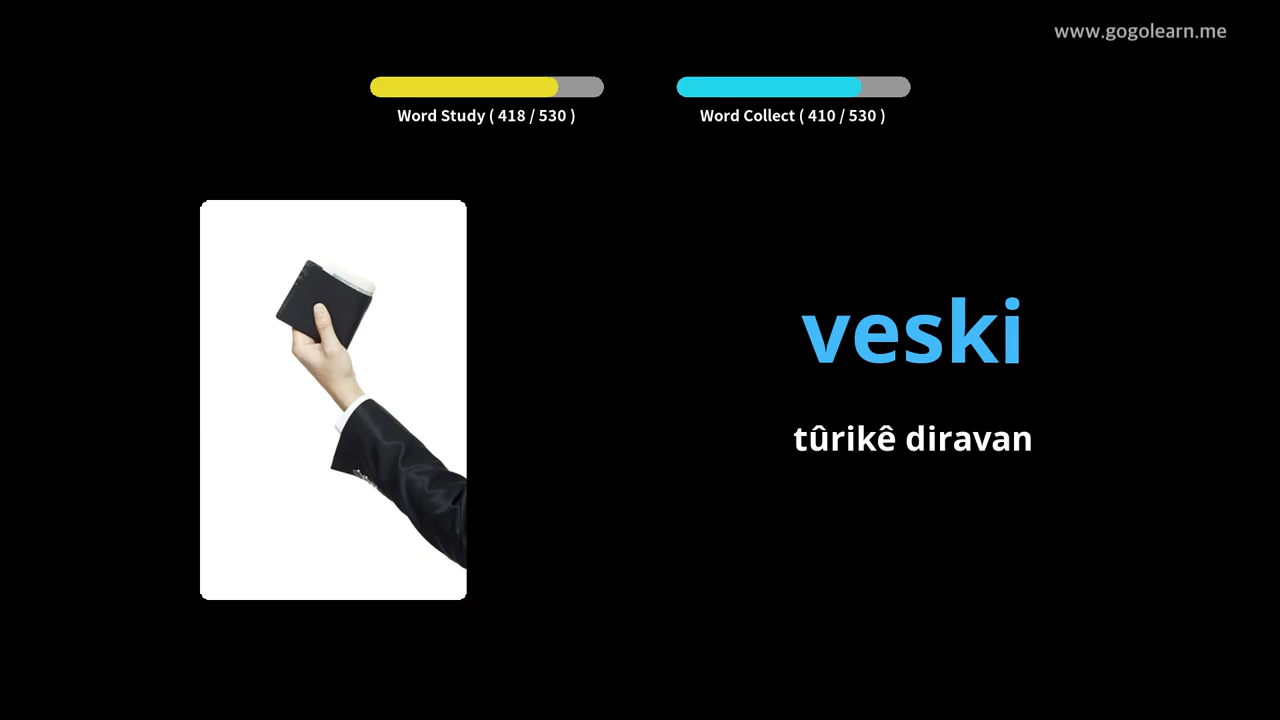 www.gogolearn.me
Word Study ( 418 / 530 )
Word Collect ( 410 / 530 )
veski
tûrikê diravan